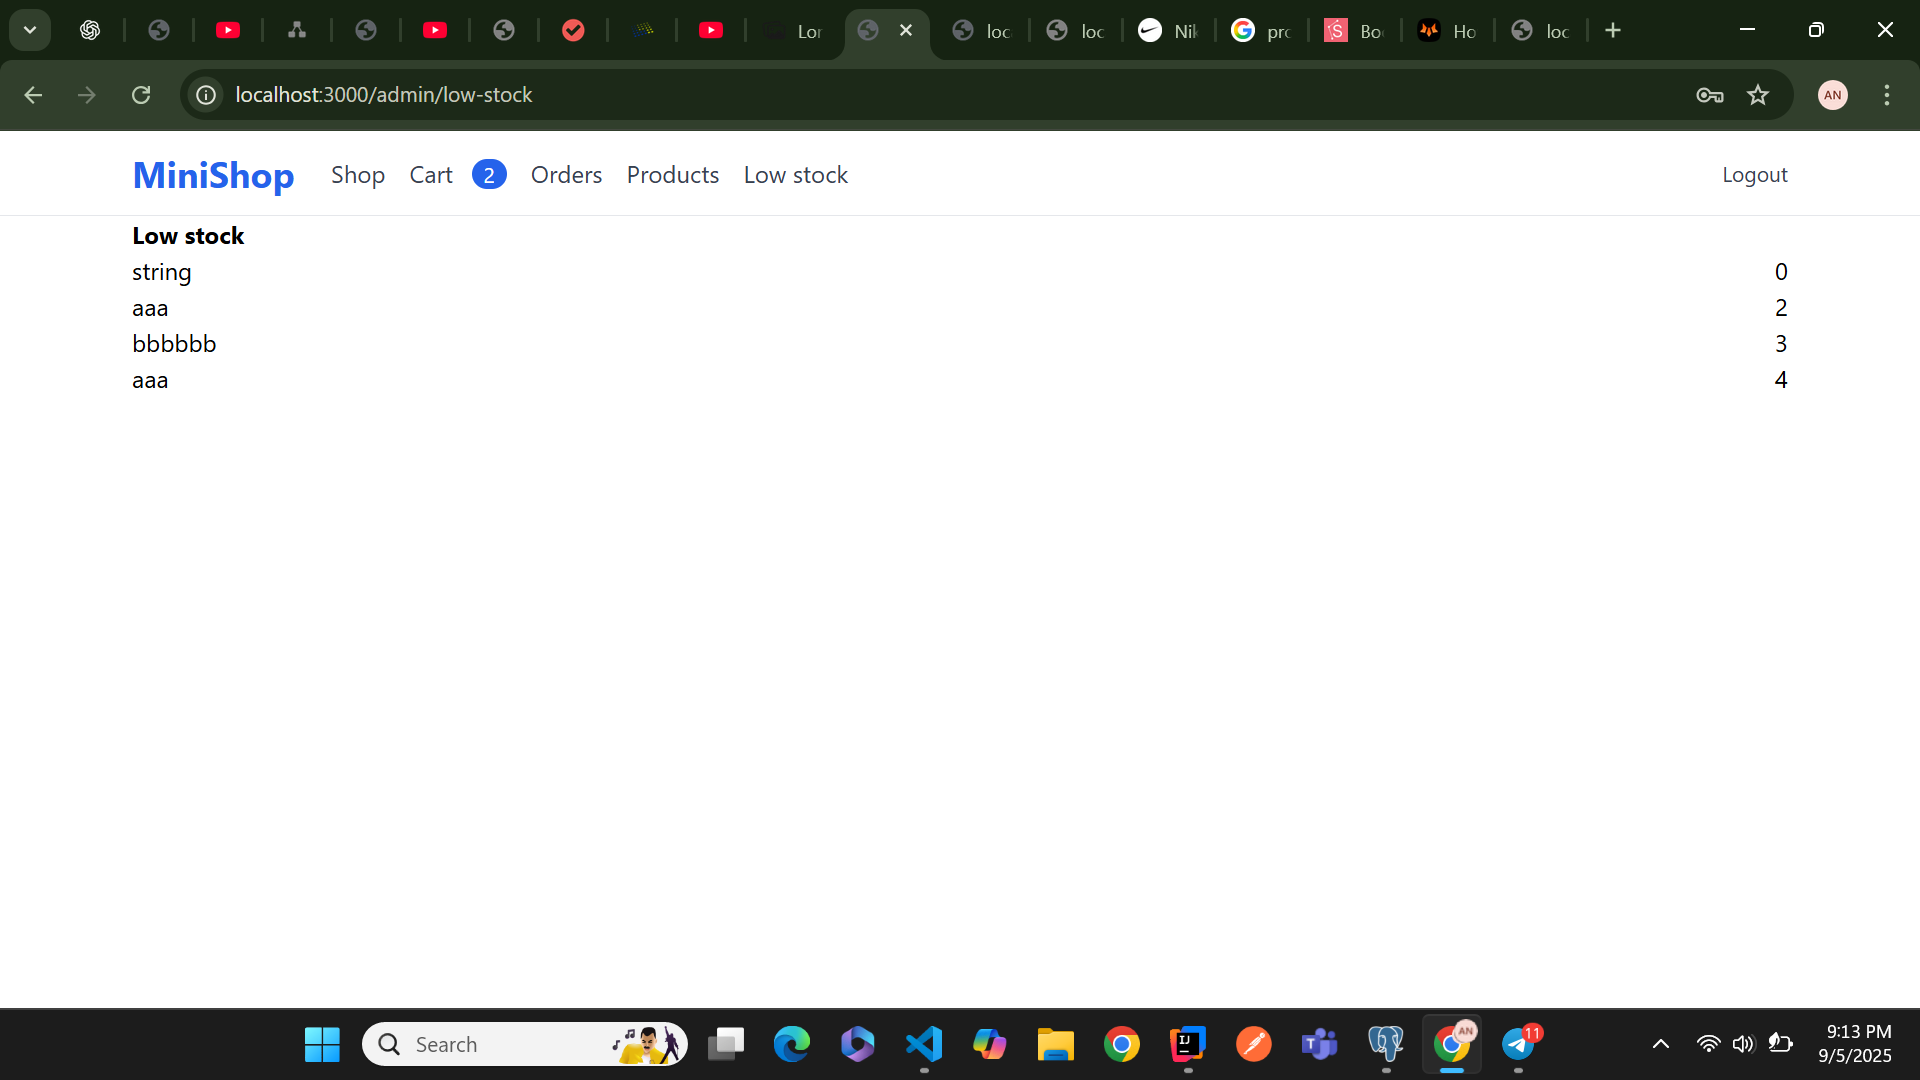 Lor
loc
loc
Nik
pro
Bo
Ho
loc
localhost:3000/admin/low-stock
AN
MiniShop
Shop
Cart
2
Orders
Products
Low stock
Logout
Low stock
string 0
aaa 2
bbbbbb 3
aaa 4
Search
AN
11
9:13 PM
9/5/2025